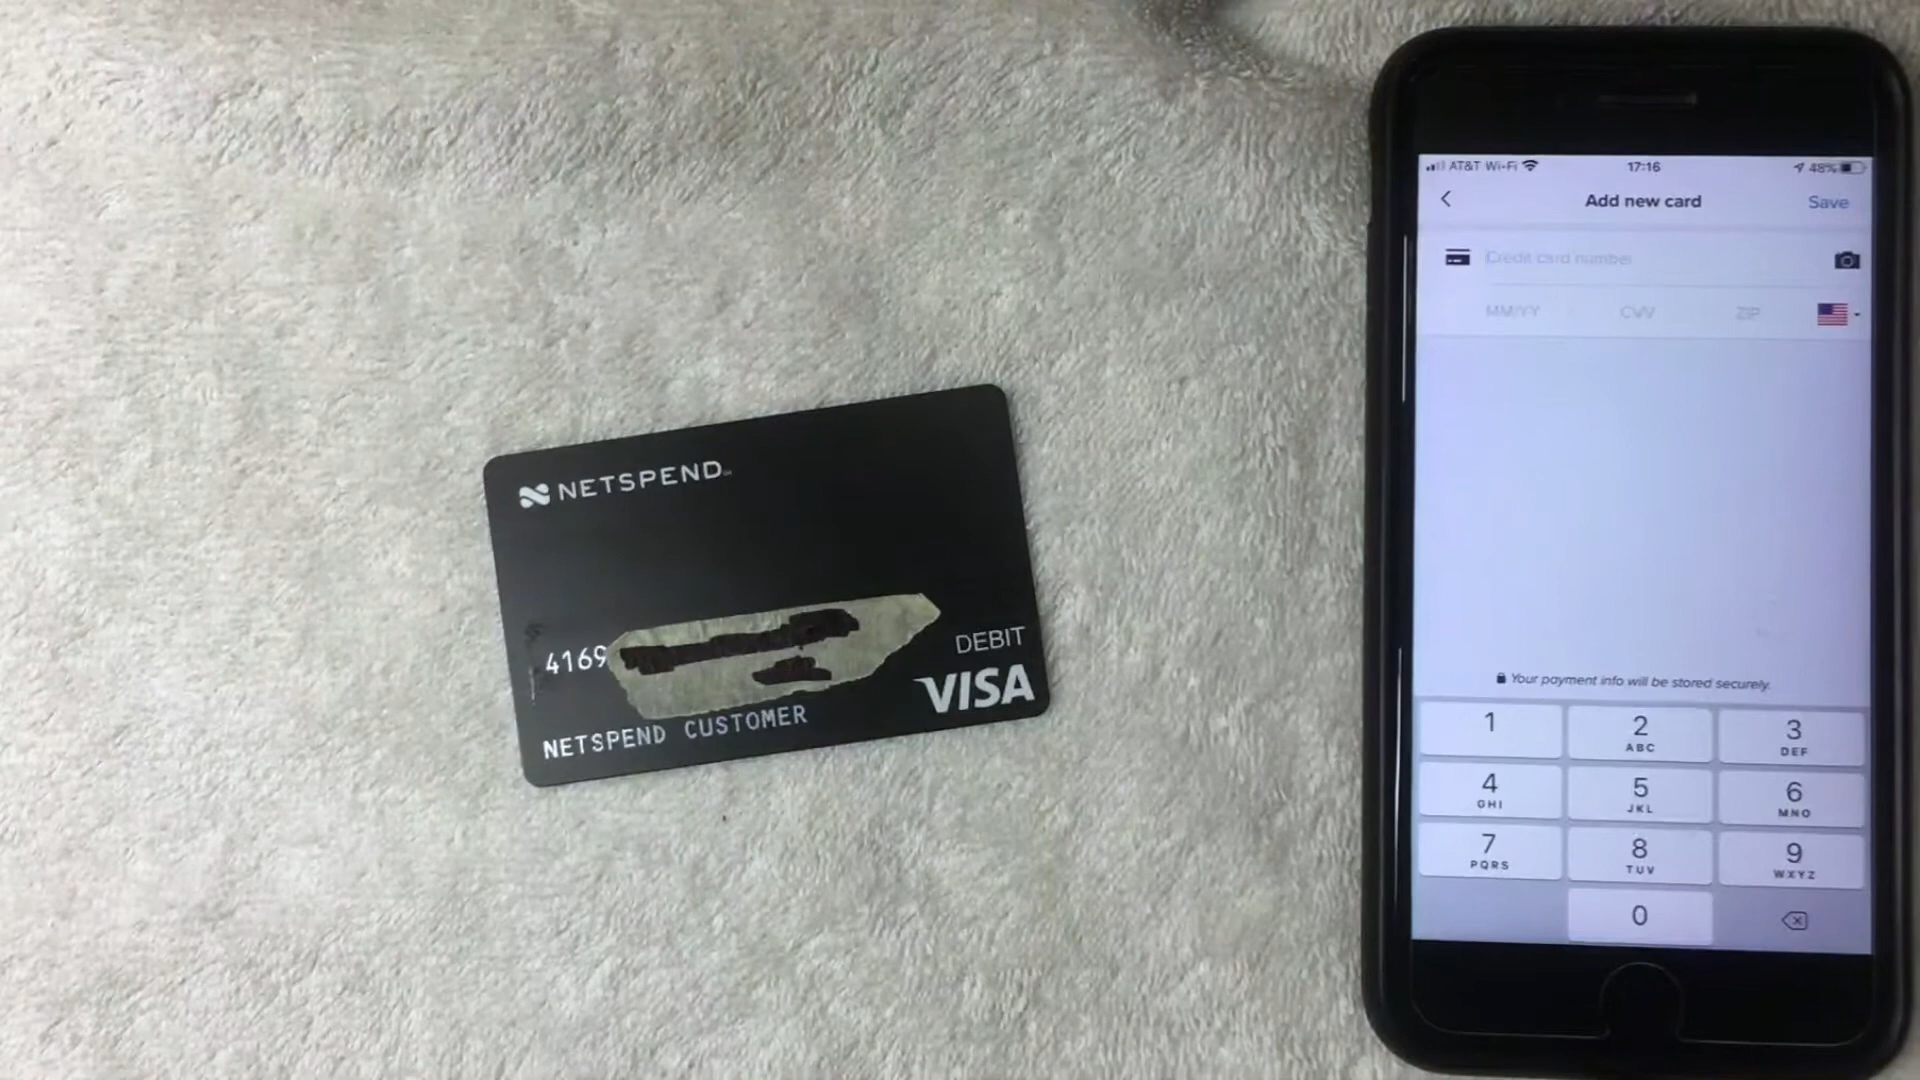 NETSPEND
4169
DEBIT
VISA
NETSPEND CUSTOMER
AT&T Wi-Fi 17:16 48%
Add new card Save
Credit card number
MM/YY CVV ZIP
Your payment info will be stored securely.
1 2 3
ABC DEF
4 5 6
GHI JKL MNO
7 8 9
PQRS TUV WXYZ
0